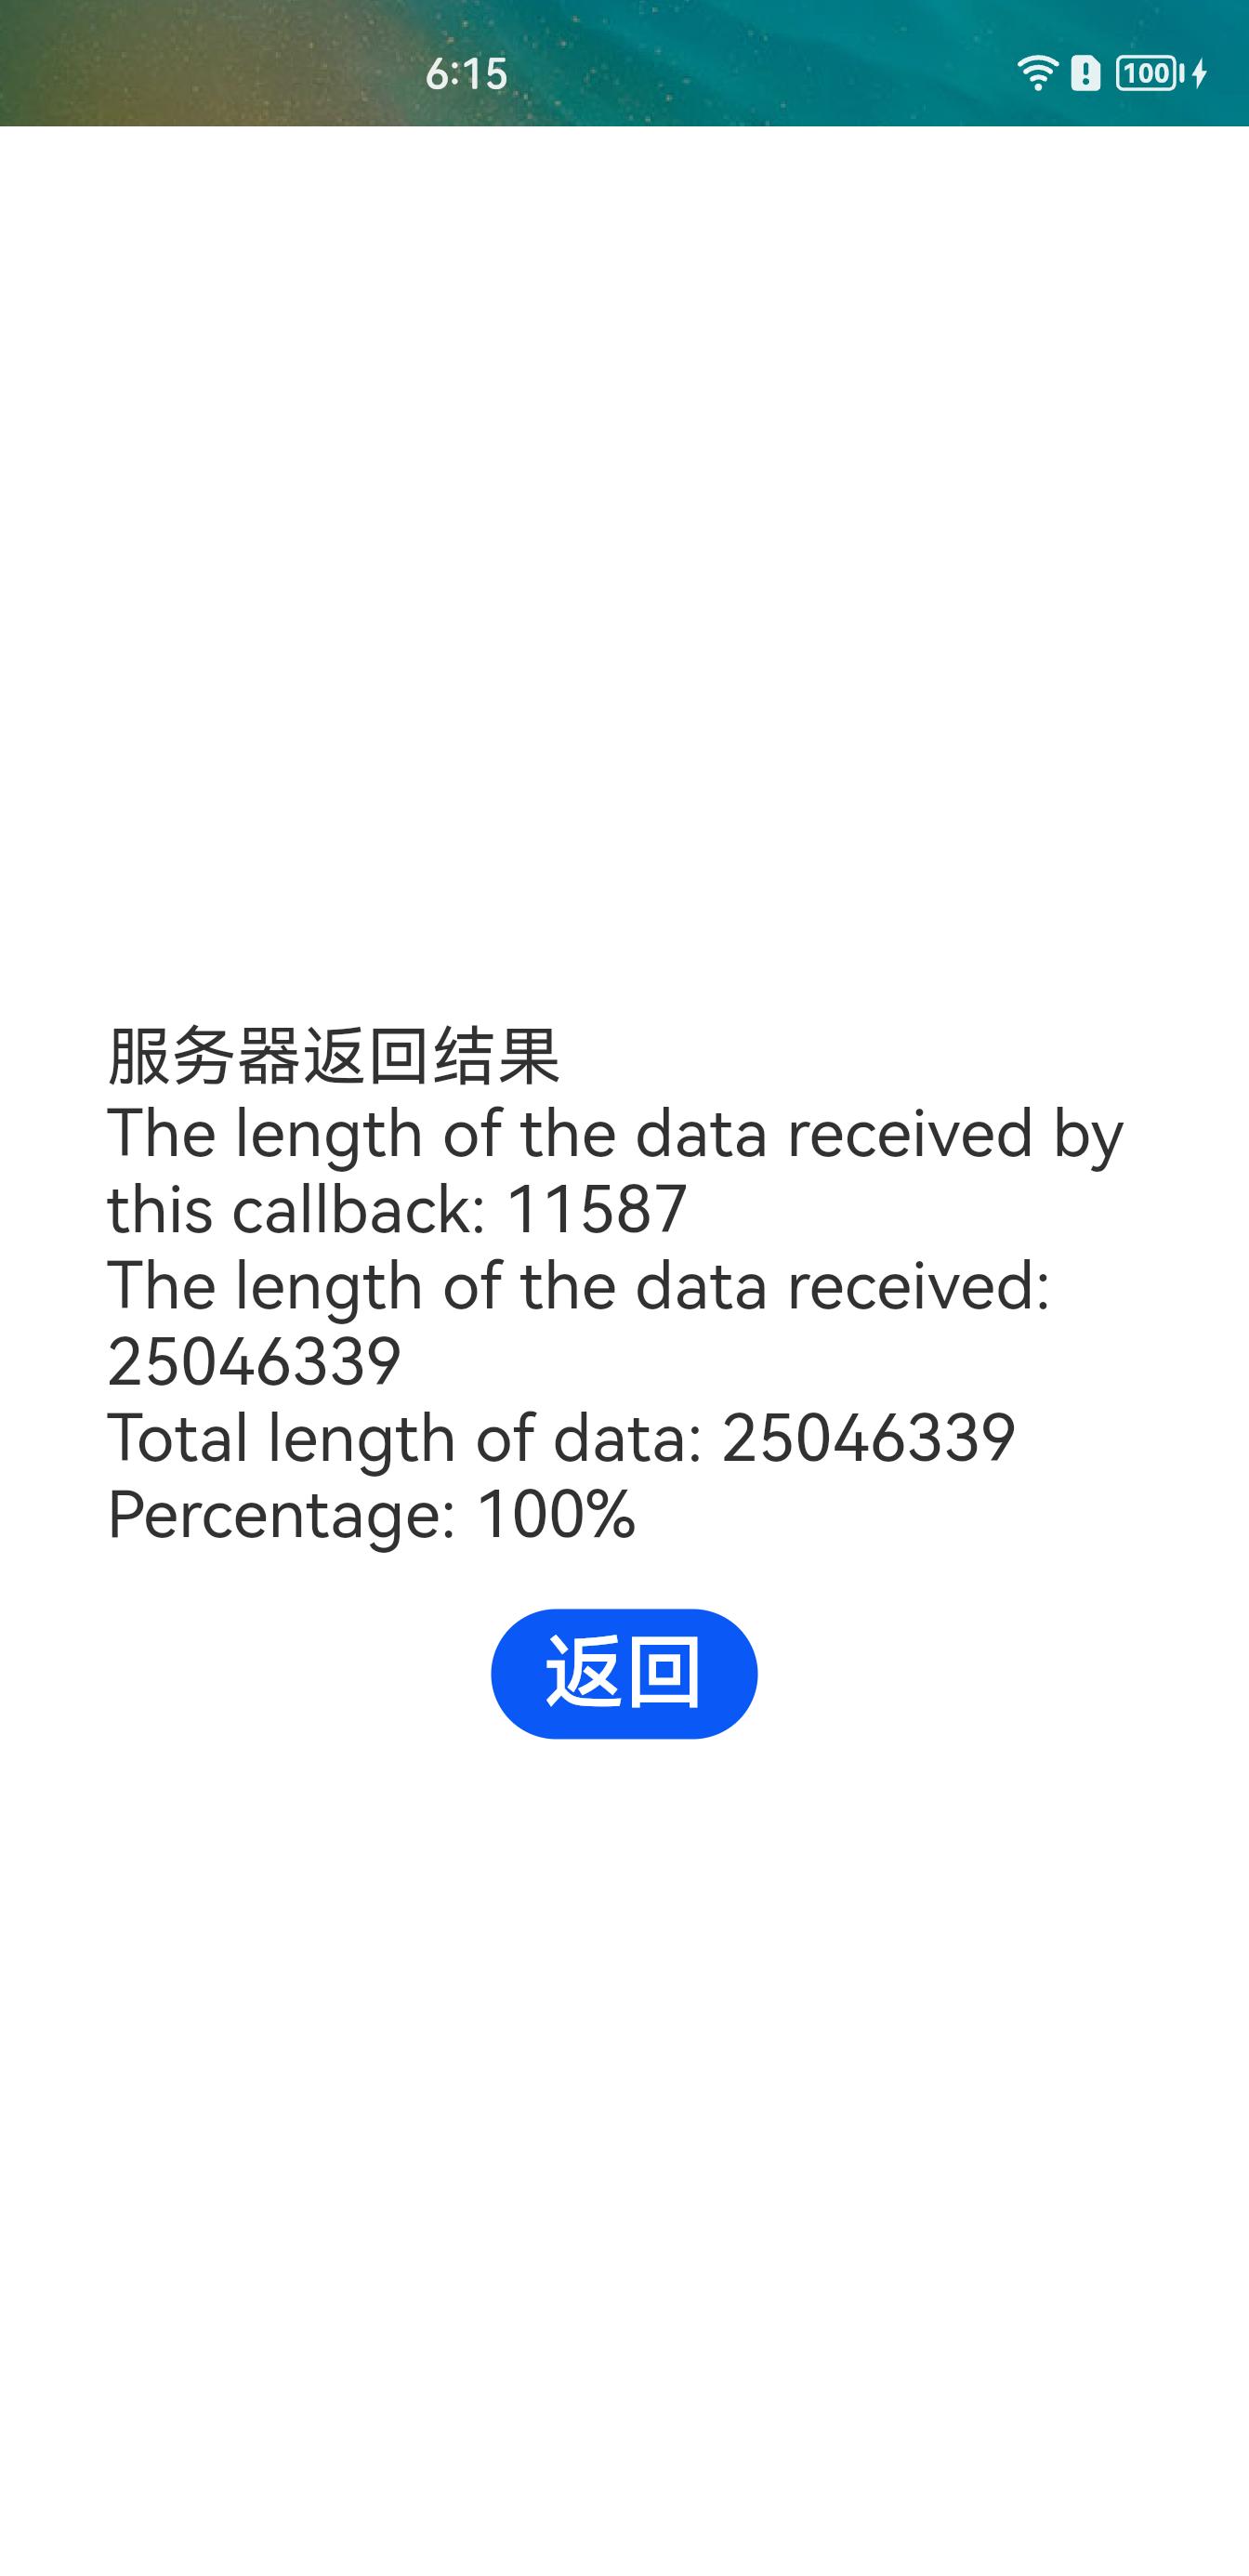 6:15
100
服务器返回结果
The length of the data received by
this callback: 11587
The length of the data received:
25046339
Total length of data: 25046339
Percentage: 100%
返回